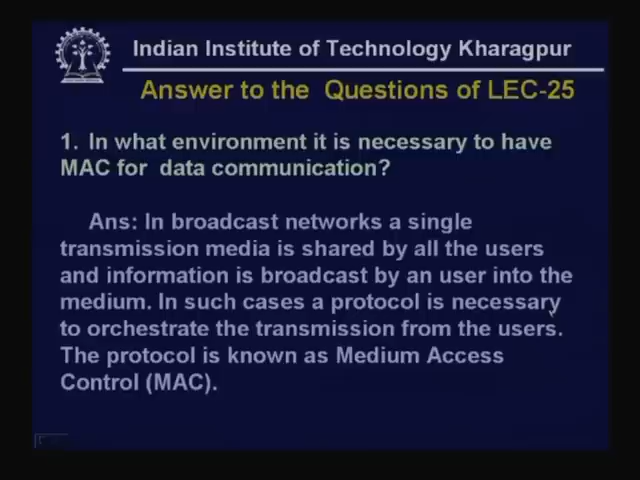 Indian Institute of Technology Kharagpur
Answer to the Questions of LEC-25
1. In what environment it is necessary to have
MAC for data communication?
Ans: In broadcast networks a single
transmission media is shared by all the users
and information is broadcast by an user into the
medium. In such cases a protocol is necessary
to orchestrate the transmission from the users.
The protocol is known as Medium Access
Control (MAC).